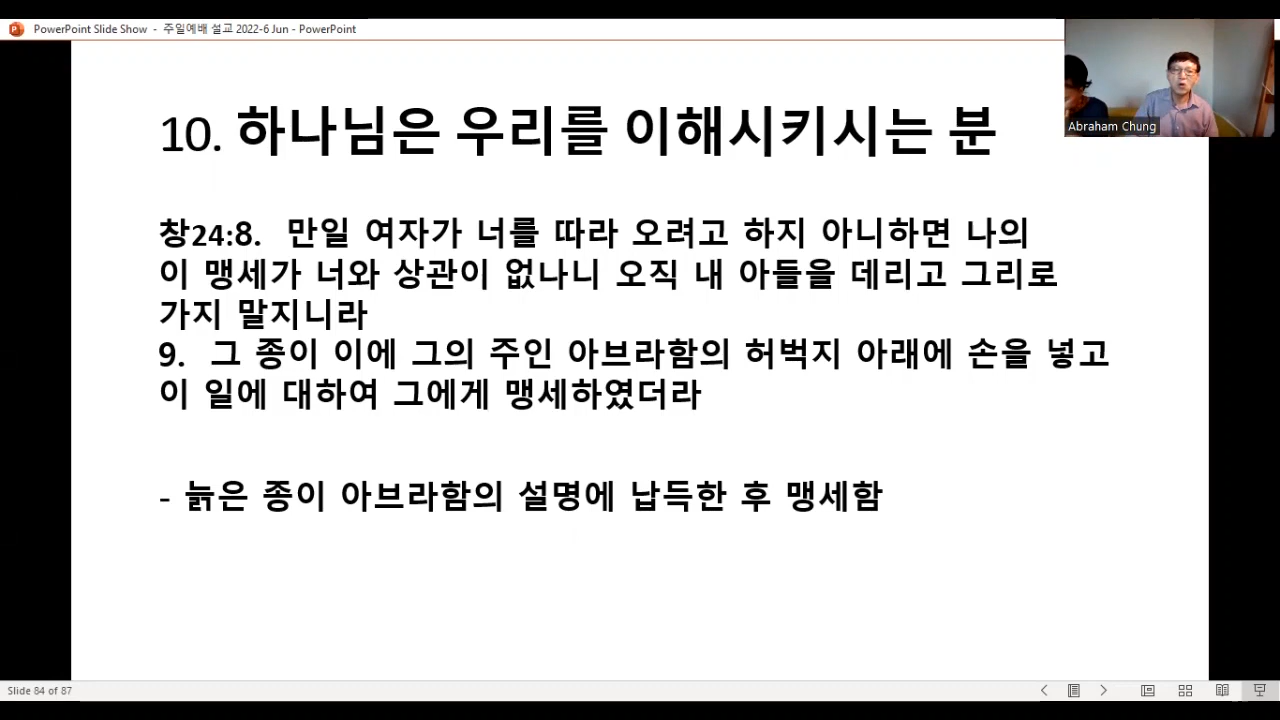 PowerPoint Slide Show - 주일예배 설교 2022-6 Jun - PowerPoint
Abraham Chung
10. 하나님은 우리를 이해시키시는 분
창24:8. 만일 여자가 너를 따라 오려고 하지 아니하면 나의
이 맹세가 너와 상관이 없나니 오직 내 아들을 데리고 그리로
가지 말지니라
9. 그 종이 이에 그의 주인 아브라함의 허벅지 아래에 손을 넣고
이 일에 대하여 그에게 맹세하였더라
- 늙은 종이 아브라함의 설명에 납득한 후 맹세함
Slide 84 of 87